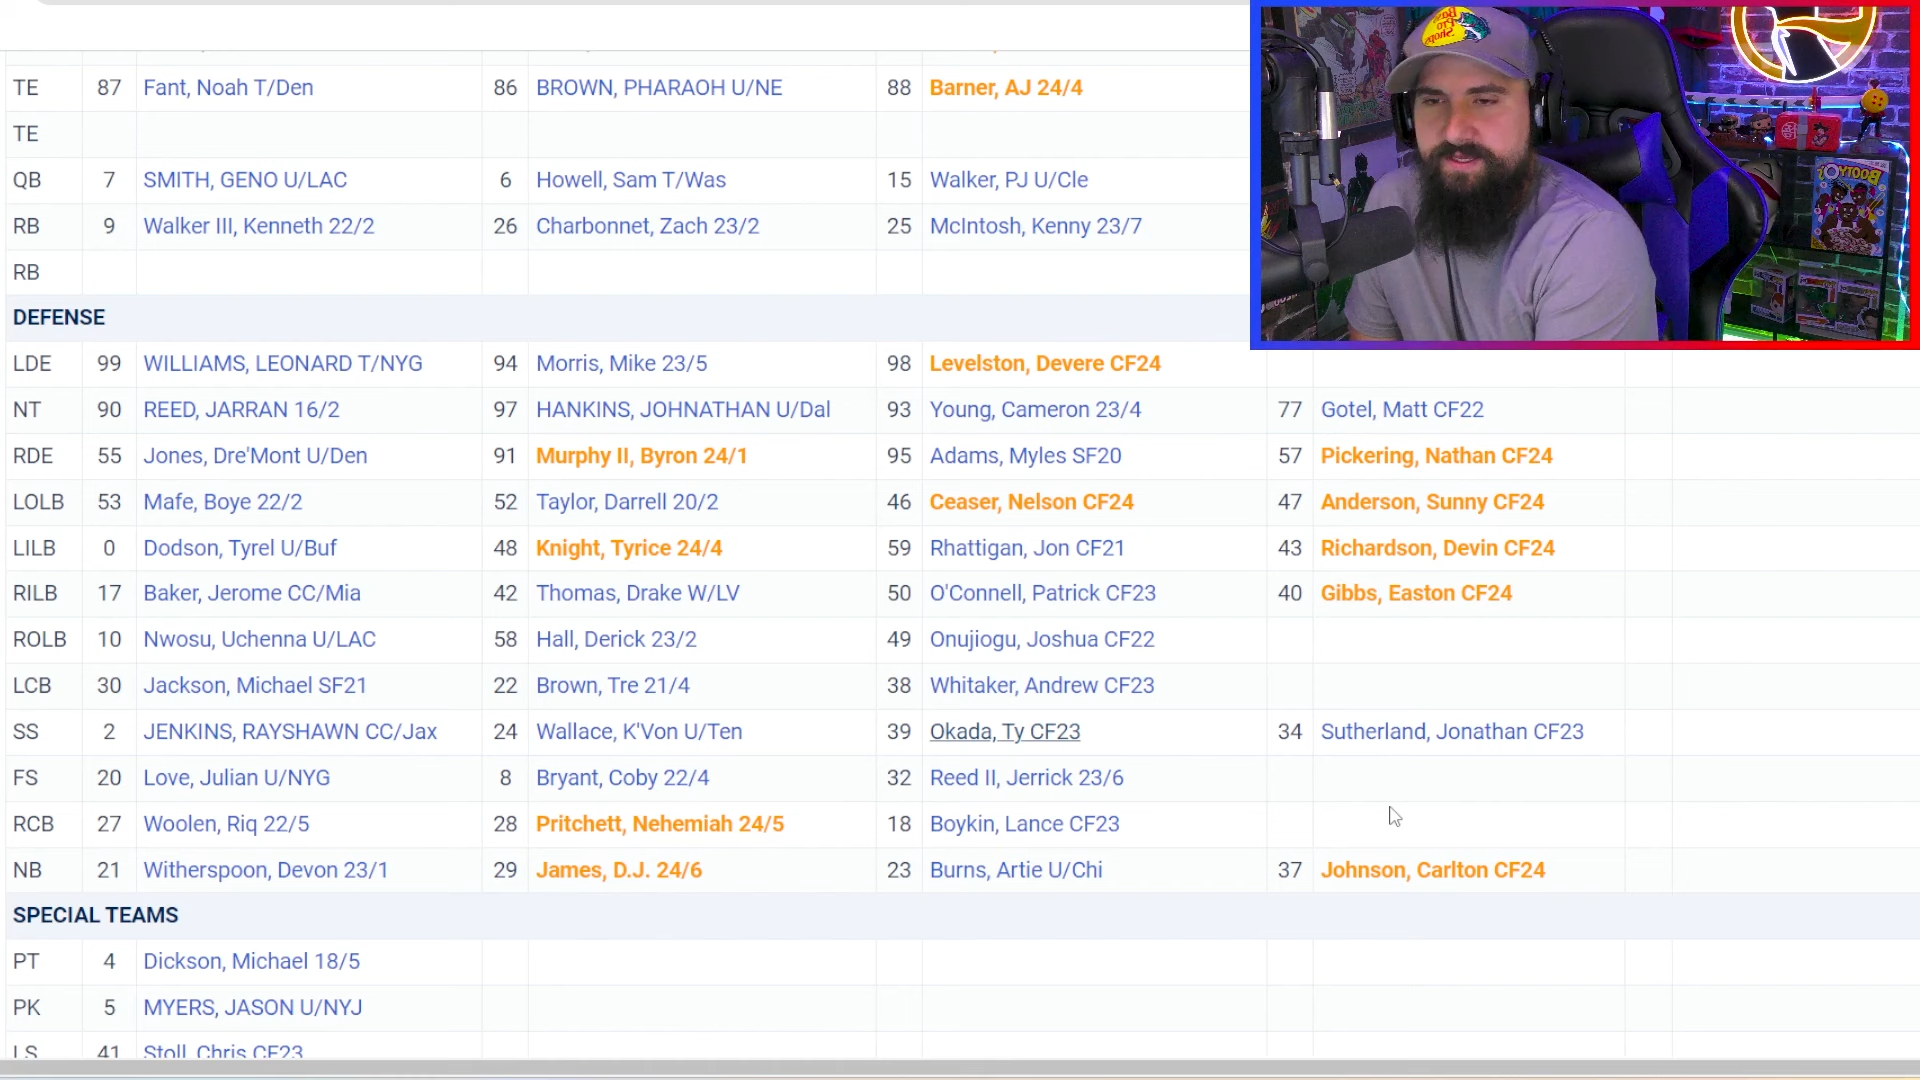 TE 87 Fant, Noah T/Den 86 BROWN, PHARAOH U/NE 88 Barner, AJ 24/4
TE
QB 7 SMITH, GENO U/LAC 6 Howell, Sam T/Was 15 Walker, PJ U/Cle
RB 9 Walker III, Kenneth 22/2 26 Charbonnet, Zach 23/2 25 McIntosh, Kenny 23/7
RB
DEFENSE
LDE 99 WILLIAMS, LEONARD T/NYG 94 Morris, Mike 23/5 98 Levelston, Devere CF24
NT 90 REED, JARRAN 16/2 97 HANKINS, JOHNATHAN U/Dal 93 Young, Cameron 23/4 77 Gotel, Matt CF22
RDE 55 Jones, Dre'Mont U/Den 91 Murphy II, Byron 24/1 95 Adams, Myles SF20 57 Pickering, Nathan CF24
LOLB 53 Mafe, Boye 22/2 52 Taylor, Darrell 20/2 46 Ceaser, Nelson CF24 47 Anderson, Sunny CF24
LILB 0 Dodson, Tyrel U/Buf 48 Knight, Tyrice 24/4 59 Rhattigan, Jon CF21 43 Richardson, Devin CF24
RILB 17 Baker, Jerome CC/Mia 42 Thomas, Drake W/LV 50 O'Connell, Patrick CF23 40 Gibbs, Easton CF24
ROLB 10 Nwosu, Uchenna U/LAC 58 Hall, Derick 23/2 49 Onujiogu, Joshua CF22
LCB 30 Jackson, Michael SF21 22 Brown, Tre 21/4 38 Whitaker, Andrew CF23
SS 2 JENKINS, RAYSHAWN CC/Jax 24 Wallace, K'Von U/Ten 39 Okada, Ty CF23 34 Sutherland, Jonathan CF23
FS 20 Love, Julian U/NYG 8 Bryant, Coby 22/4 32 Reed II, Jerrick 23/6
RCB 27 Woolen, Riq 22/5 28 Pritchett, Nehemiah 24/5 18 Boykin, Lance CF23
NB 21 Witherspoon, Devon 23/1 29 James, D.J. 24/6 23 Burns, Artie U/Chi 37 Johnson, Carlton CF24
SPECIAL TEAMS
PT 4 Dickson, Michael 18/5
PK 5 MYERS, JASON U/NYJ
LS 41 Stoll, Chris CF23
Bass
Pro
Shops
BOOTY O'S